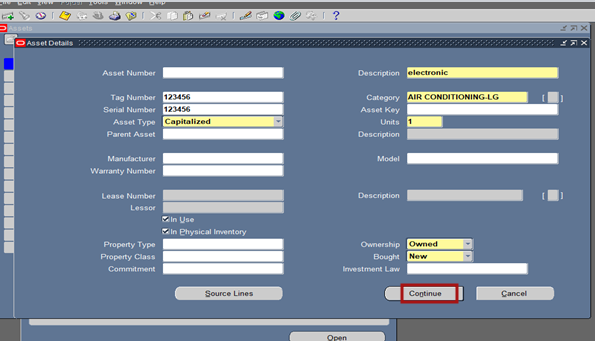 Edit View Tools Window Help
Assets
Asset Details
Asset Number Description electronic
Tag Number 123456 Category AIR CONDITIONING-LG [ ]
Serial Number 123456 Asset Key
Asset Type Capitalized Units 1
Parent Asset Description
Manufacturer Model
Warranty Number
Lease Number Description [ ]
Lessor
In Use
In Physical Inventory
Property Type Ownership Owned
Property Class Bought New
Commitment Investment Law
Source Lines Continue Cancel
Open